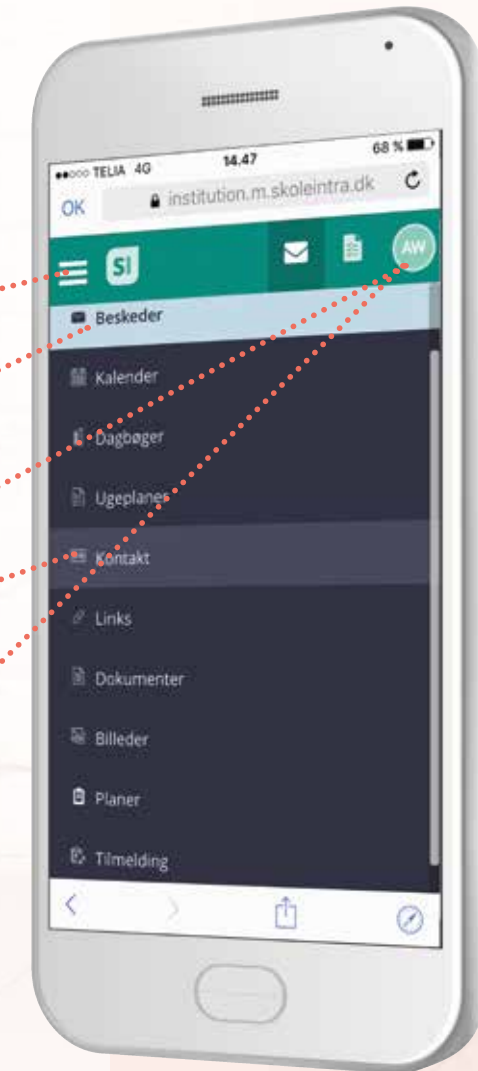 TELIA 4G 14.47 68 %
OK institution.m.skoleintra.dk
SI AW
Beskeder
Kalender
Dagbøger
Ugeplaner
Kontakt
Links
Dokumenter
Billeder
Planer
Tilmelding